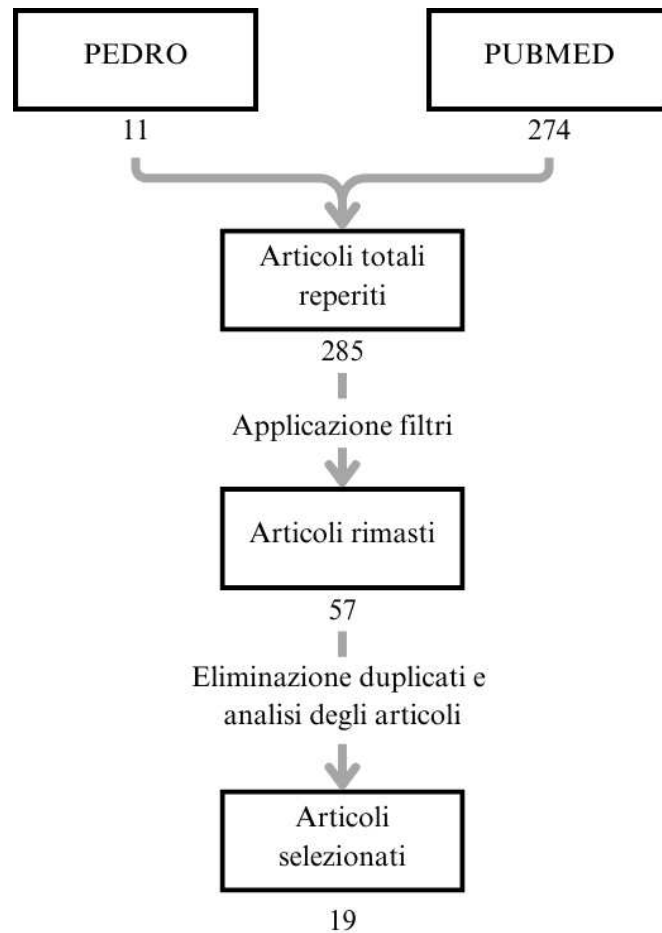 PEDRO
PUBMED
11
274
Articoli totali
reperiti
285
Applicazione filtri
Articoli rimasti
57
Eliminazione duplicati e
analisi degli articoli
Articoli
selezionati
19